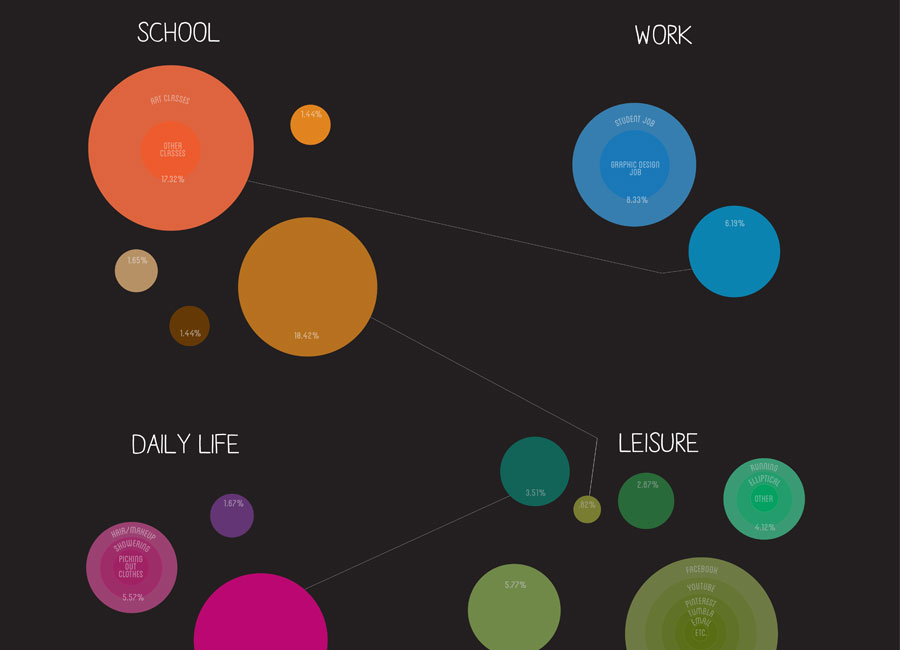 SCHOOL
ART CLASSES
OTHER
CLASSES
17.32%
1.44%
1.65%
1.44%
18.42%
WORK
STUDENT JOB
GRAPHIC DESIGN
JOB
8.33%
6.19%
DAILY LIFE
1.67%
HAIR/MAKEUP
SHOWERING
PICKING
OUT
CLOTHES
5.57%
LEISURE
3.51%
.82%
2.87%
RUNNING
ELLIPTICAL
OTHER
4.12%
5.77%
FACEBOOK
YOUTUBE
PINTEREST
TUMBLR
EMAIL
ETC.